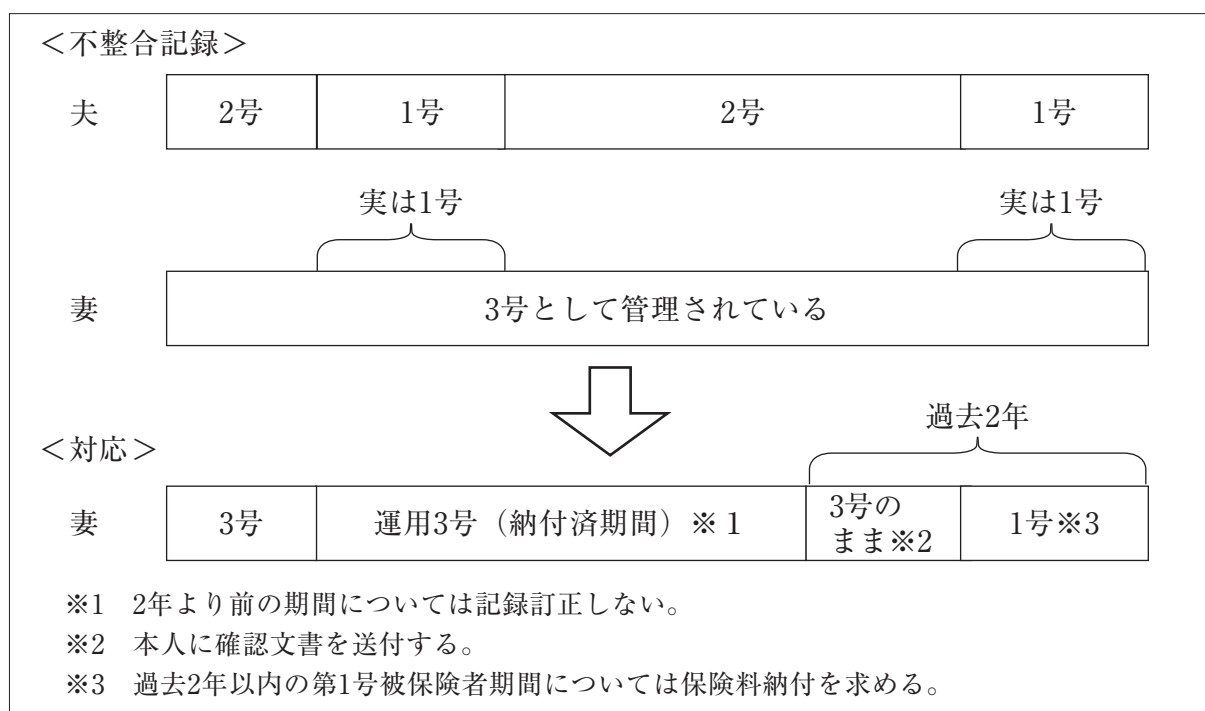 ＜不整合記録＞
夫 2号 1号 2号 1号
実は1号 実は1号
妻 3号として管理されている
過去2年
＜対応＞
妻 3号 運用3号（納付済期間）※1 3号のまま※2 1号※3
※1 2年より前の期間については記録訂正しない。
※2 本人に確認文書を送付する。
※3 過去2年以内の第1号被保険者期間については保険料納付を求める。